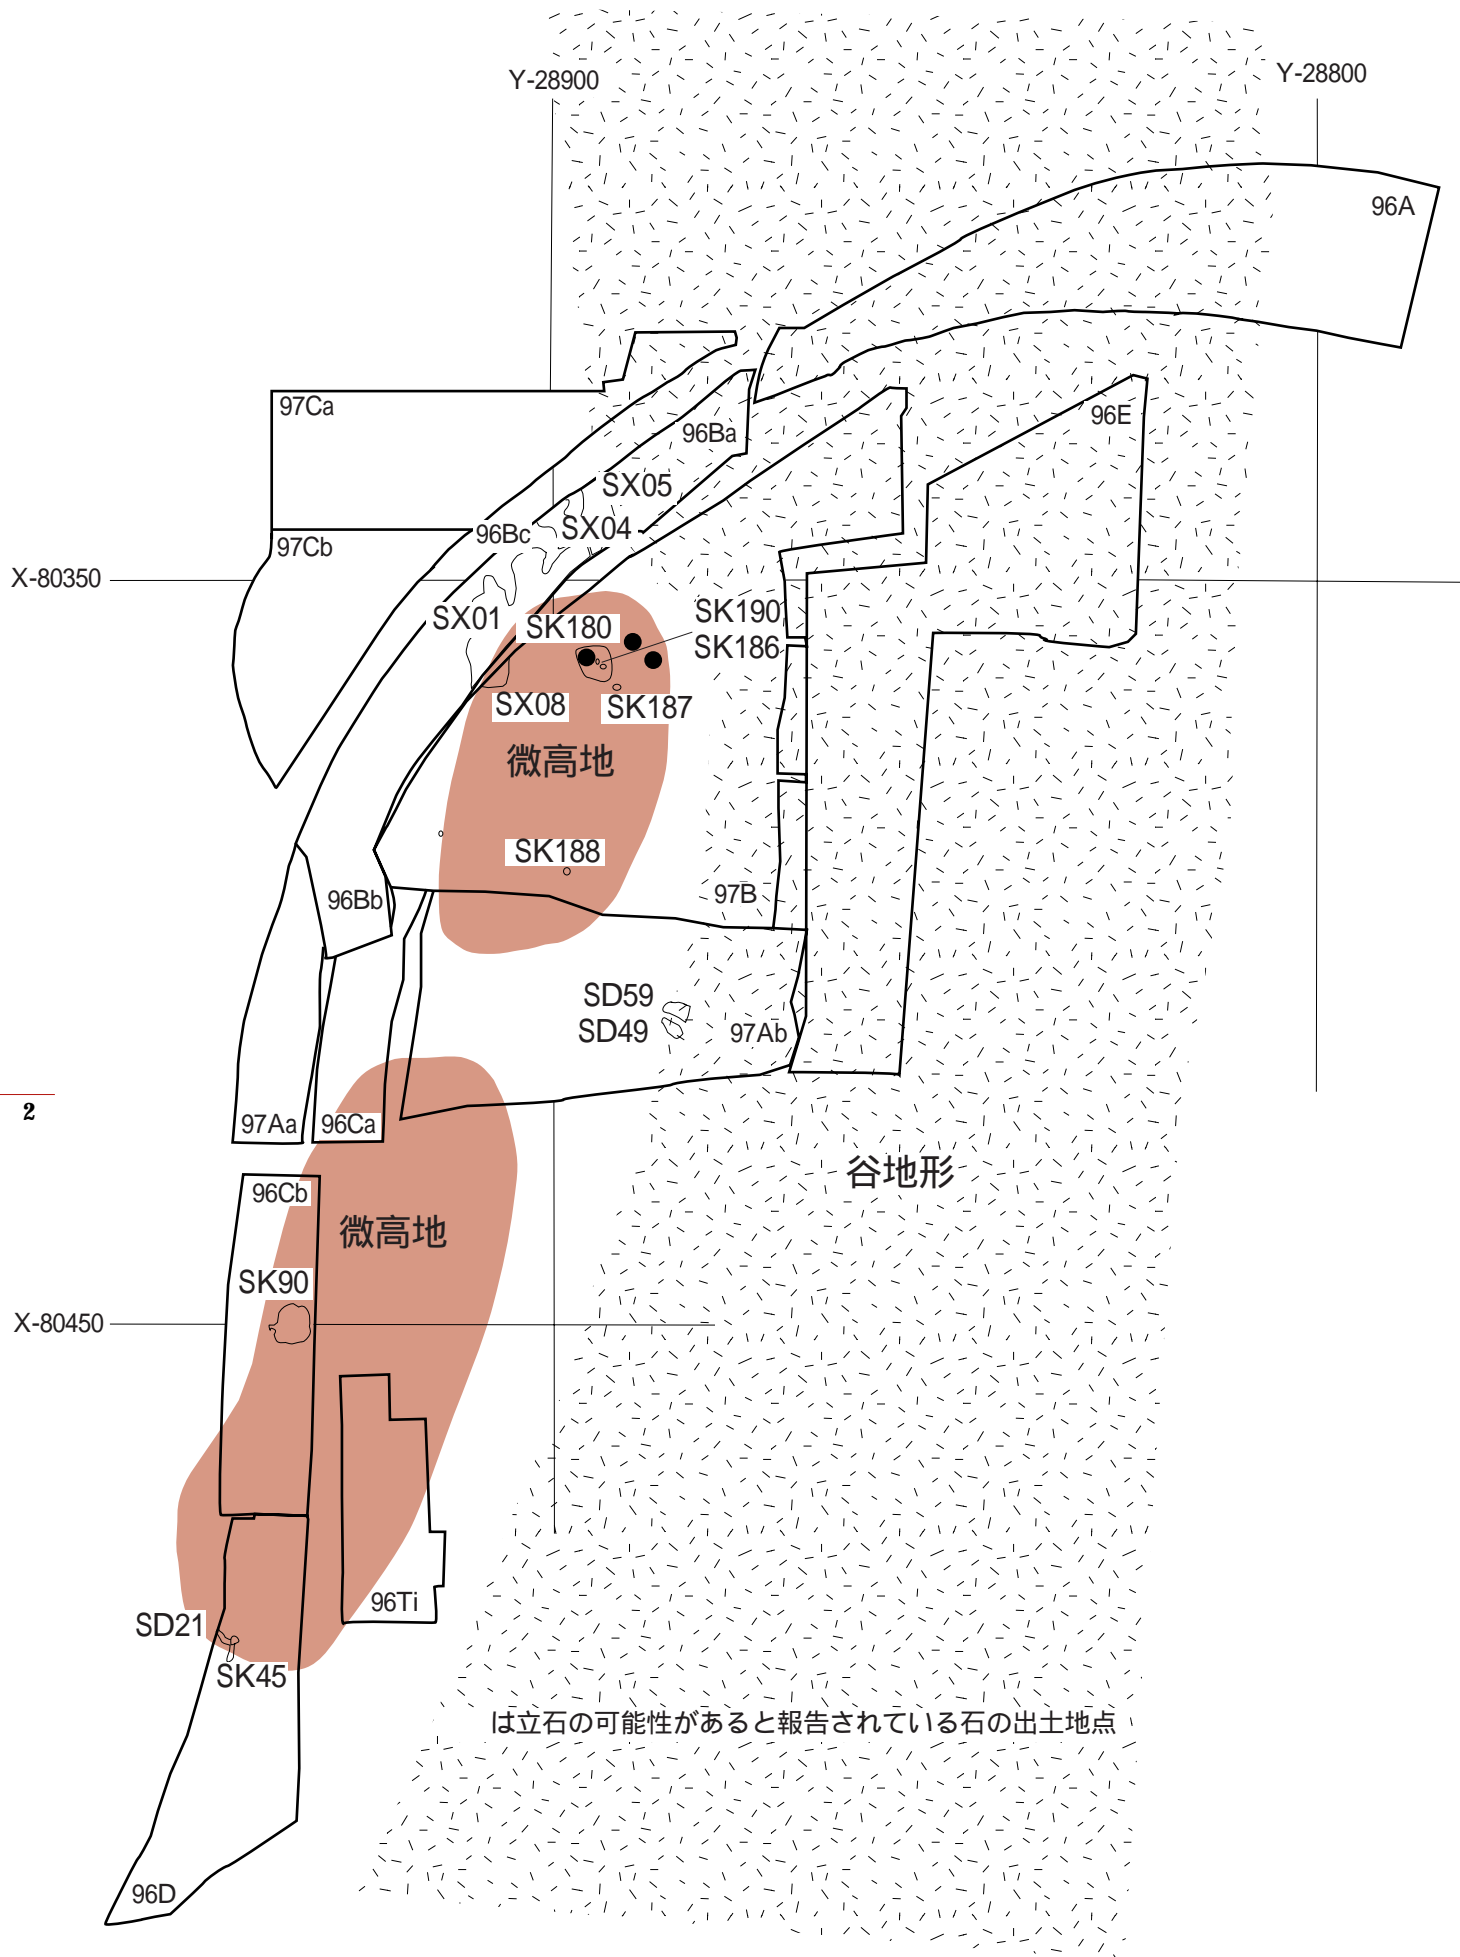 Y-28900
Y-28800
96A
97Ca
96Ba
96E
SX05
96Bc
SX04
97Cb
X-80350
SX01
SK180
SK190
SK186
SX08
SK187
微高地
SK188
96Bb
97B
SD59
SD49
97Ab
2
97Aa
96Ca
谷地形
96Cb
微高地
SK90
X-80450
96Ti
SD21
SK45
は立石の可能性があると報告されている石の出土地点
96D